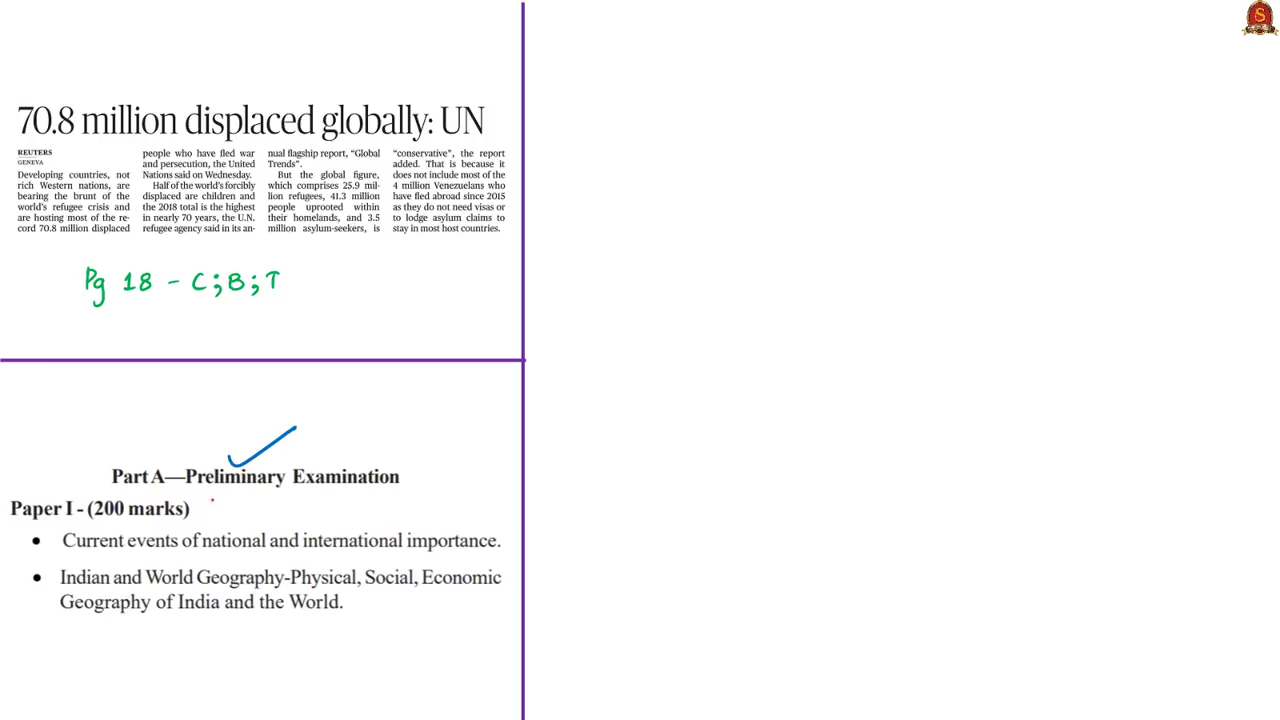 70.8 million displaced globally: UN
REUTERS
GENEVA
Developing countries, not
rich Western nations, are
bearing the brunt of the
world's refugee crisis and
are hosting most of the re-
cord 70.8 million displaced
people who have fled war
and persecution, the United
Nations said on Wednesday.
Half of the world's forcibly
displaced are children and
the 2018 total is the highest
in nearly 70 years, the U.N.
refugee agency said in its an-
nual flagship report, "Global
Trends".
But the global figure,
which comprises 25.9 mil-
lion refugees, 41.3 million
people uprooted within
their homelands, and 3.5
million asylum-seekers, is
"conservative", the report
added. That is because it
does not include most of the
4 million Venezuelans who
have fled abroad since 2015
as they do not need visas or
to lodge asylum claims to
stay in most host countries.
Pg 18 - C;B;T
Part A—Preliminary Examination
Paper I - (200 marks)
• Current events of national and international importance.
• Indian and World Geography-Physical, Social, Economic
Geography of India and the World.
S